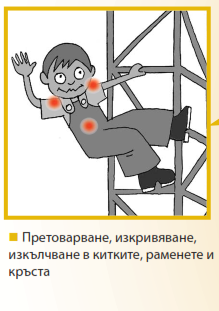 Претоварване, изкривяване,
изкълчване в китките, раменете и
кръста